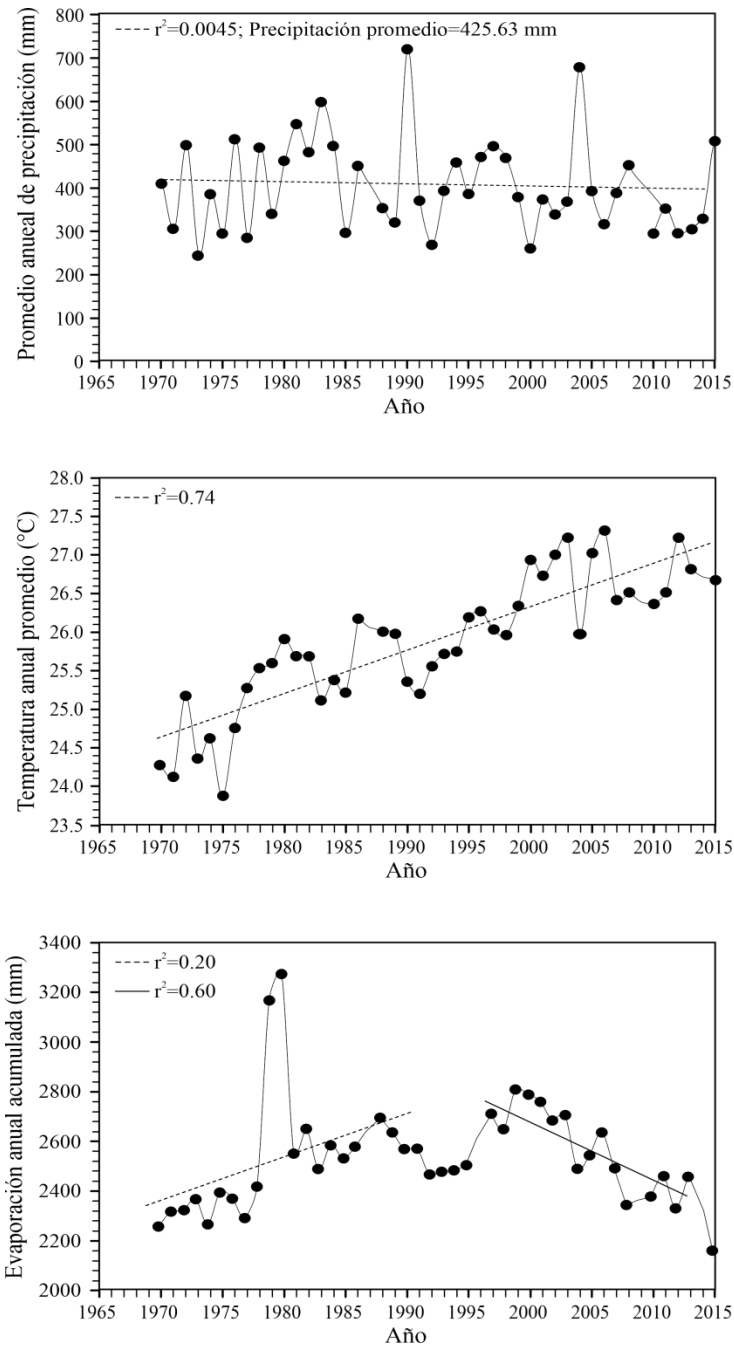 800
r²=0.0045; Precipitación promedio=425.63 mm
700
600
500
400
300
200
100
0
Promedio anueal de precipitación (mm)
1965 1970 1975 1980 1985 1990 1995 2000 2005 2010 2015
Año
28.0
r²=0.74
27.5
27.0
26.5
26.0
25.5
25.0
24.5
24.0
23.5
Temperatura anual promedio (°C)
1965 1970 1975 1980 1985 1990 1995 2000 2005 2010 2015
Año
3400
r²=0.20
3200
r²=0.60
3000
2800
2600
2400
2200
2000
Evaporación anual acumulada (mm)
1965 1970 1975 1980 1985 1990 1995 2000 2005 2010 2015
Año